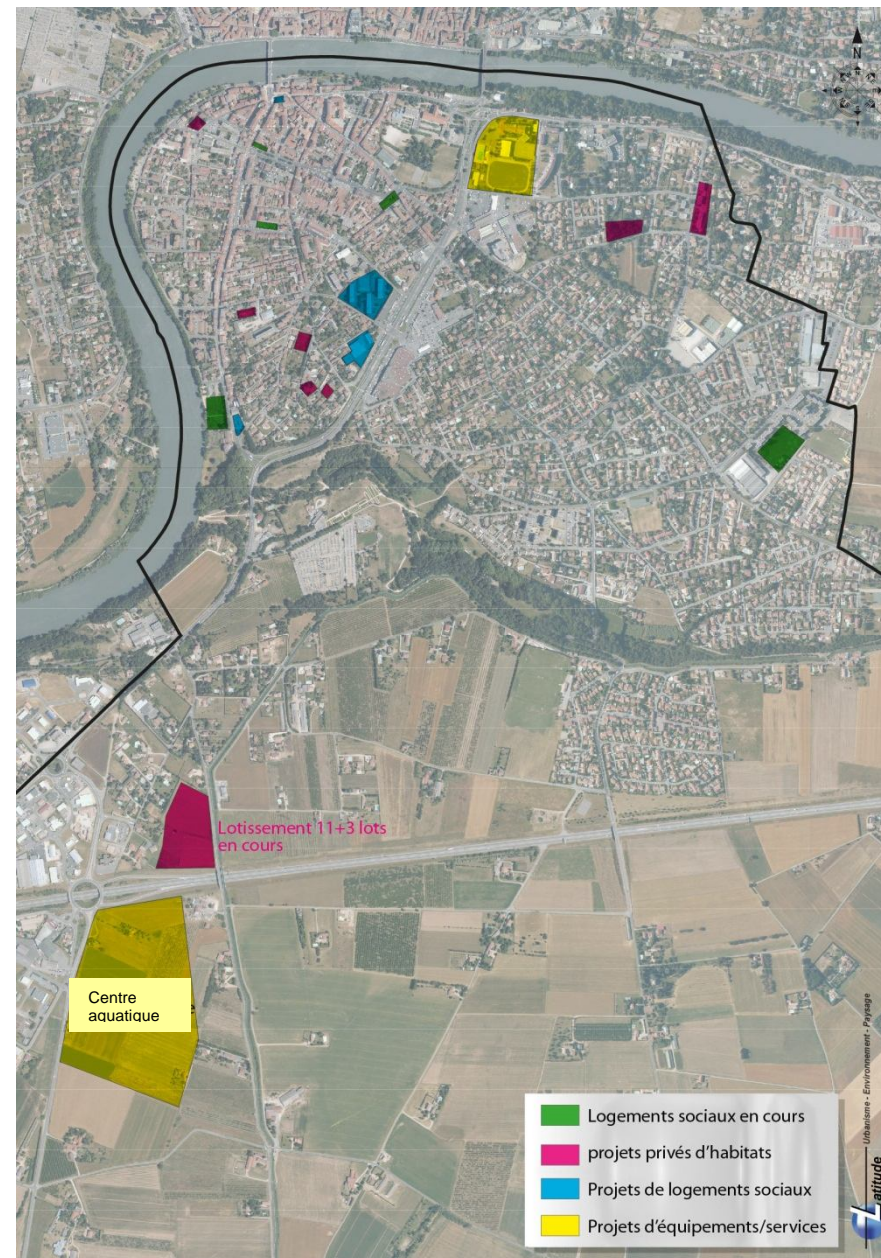 N
Lotissement 11+3 lots
en cours
Centre
aquatique
Logements sociaux en cours
projets privés d'habitats
Projets de logements sociaux
Projets d'équipements/services
Urbanisme - Environnement - Paysage
Latitude